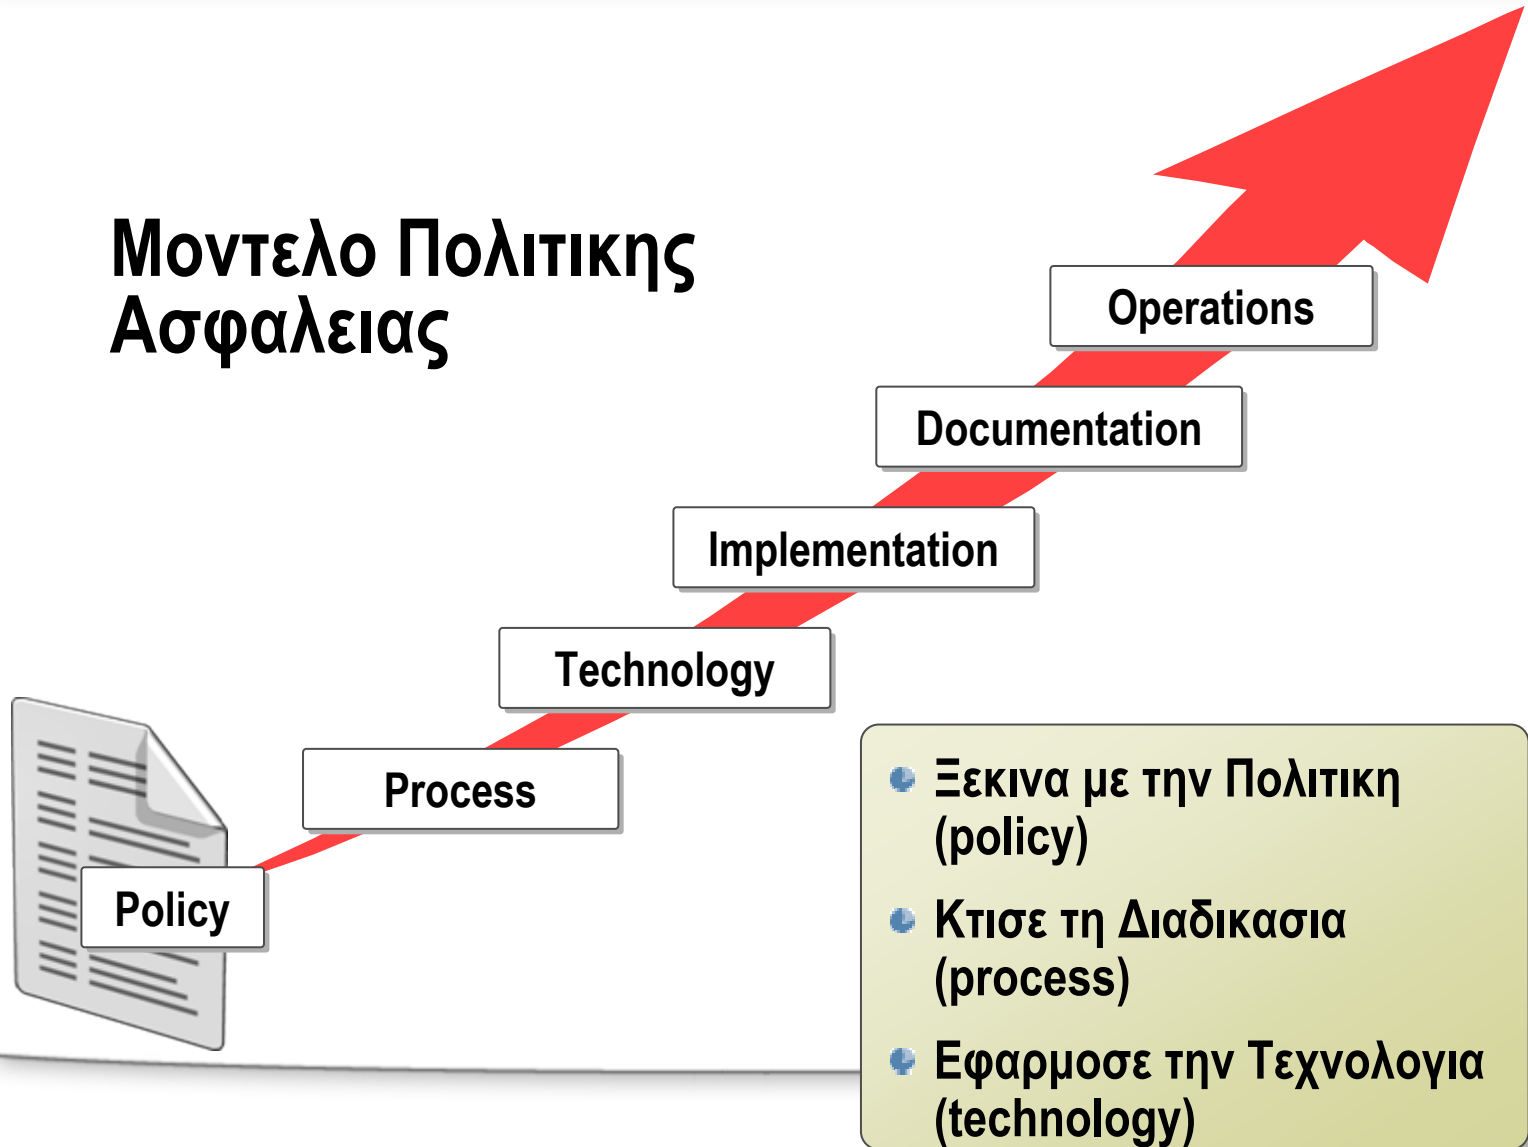 Μοντελο Πολιτικης
Ασφαλειας
Operations
Documentation
Implementation
Technology
Process
Policy
Ξεκινα με την Πολιτικη
(policy)
Κτισε τη Διαδικασια
(process)
Εφαρμοσε την Τεχνολογια
(technology)